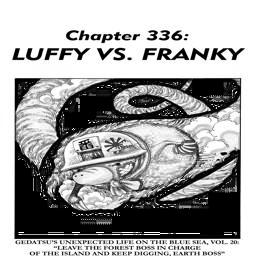 Chapter 336:
LUFFY VS. FRANKY
GEDATSU'S UNEXPECTED LIFE ON THE BLUE SEA, VOL. 20:
"LEAVE THE FOREST BOSS IN CHARGE
OF THE ISLAND AND KEEP DIGGING, EARTH BOSS"